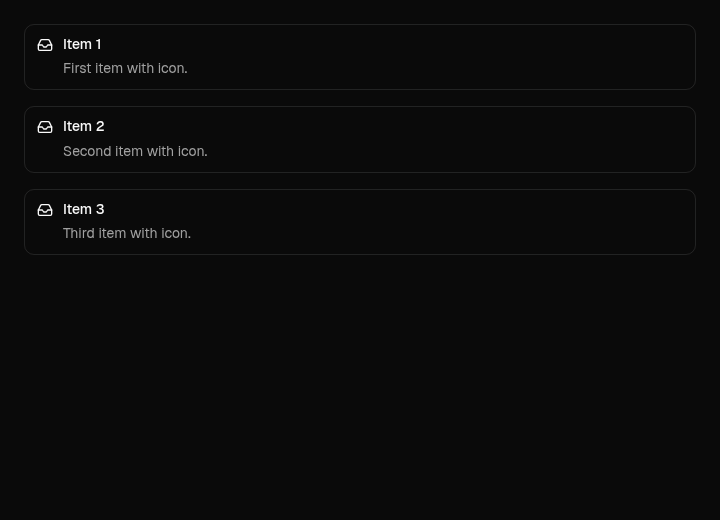 Item 1
First item with icon.
Item 2
Second item with icon.
Item 3
Third item with icon.